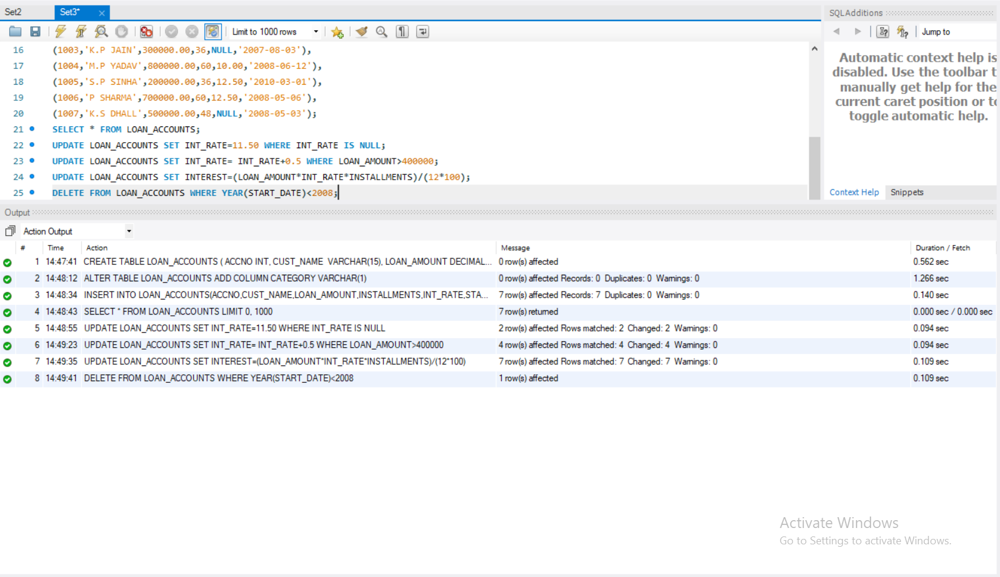 Set2
Set3*
SQLAdditions
Limit to 1000 rows
Jump to
16 (1003,'K.P JAIN',300000.00,36,NULL,'2007-08-03'),
17 (1004,'M.P YADAV',800000.00,60,10.00,'2008-06-12'),
18 (1005,'S.P SINHA',200000.00,36,12.50,'2010-03-01'),
19 (1006,'P SHARMA',700000.00,60,12.50,'2008-05-06'),
20 (1007,'K.S DHALL',500000.00,48,NULL,'2008-05-03');
21 SELECT * FROM LOAN_ACCOUNTS;
22 UPDATE LOAN_ACCOUNTS SET INT_RATE=11.50 WHERE INT_RATE IS NULL;
23 UPDATE LOAN_ACCOUNTS SET INT_RATE= INT_RATE+0.5 WHERE LOAN_AMOUNT>400000;
24 UPDATE LOAN_ACCOUNTS SET INTEREST=(LOAN_AMOUNT*INT_RATE*INSTALLMENTS)/(12*100);
25 DELETE FROM LOAN_ACCOUNTS WHERE YEAR(START_DATE)<2008;
Automatic context help is
disabled. Use the toolbar t
manually get help for the
current caret position or to
toggle automatic help.
Context Help Snippets
Output
Action Output
# Time Action Message Duration / Fetch
1 14:47:41 CREATE TABLE LOAN_ACCOUNTS ( ACCNO INT, CUST_NAME VARCHAR(15), LOAN_AMOUNT DECIMAL... 0 row(s) affected 0.562 sec
2 14:48:12 ALTER TABLE LOAN_ACCOUNTS ADD COLUMN CATEGORY VARCHAR(1) 0 row(s) affected Records: 0 Duplicates: 0 Warnings: 0 1.266 sec
3 14:48:34 INSERT INTO LOAN_ACCOUNTS(ACCNO,CUST_NAME,LOAN_AMOUNT,INSTALLMENTS,INT_RATE,STA... 7 row(s) affected Records: 7 Duplicates: 0 Warnings: 0 0.140 sec
4 14:48:43 SELECT * FROM LOAN_ACCOUNTS LIMIT 0, 1000 7 row(s) returned 0.000 sec / 0.000 sec
5 14:48:55 UPDATE LOAN_ACCOUNTS SET INT_RATE=11.50 WHERE INT_RATE IS NULL 2 row(s) affected Rows matched: 2 Changed: 2 Warnings: 0 0.094 sec
6 14:49:23 UPDATE LOAN_ACCOUNTS SET INT_RATE= INT_RATE+0.5 WHERE LOAN_AMOUNT>400000 4 row(s) affected Rows matched: 4 Changed: 4 Warnings: 0 0.094 sec
7 14:49:35 UPDATE LOAN_ACCOUNTS SET INTEREST=(LOAN_AMOUNT*INT_RATE*INSTALLMENTS)/(12*100) 7 row(s) affected Rows matched: 7 Changed: 7 Warnings: 0 0.109 sec
8 14:49:41 DELETE FROM LOAN_ACCOUNTS WHERE YEAR(START_DATE)<2008 1 row(s) affected 0.109 sec
Activate Windows
Go to Settings to activate Windows.